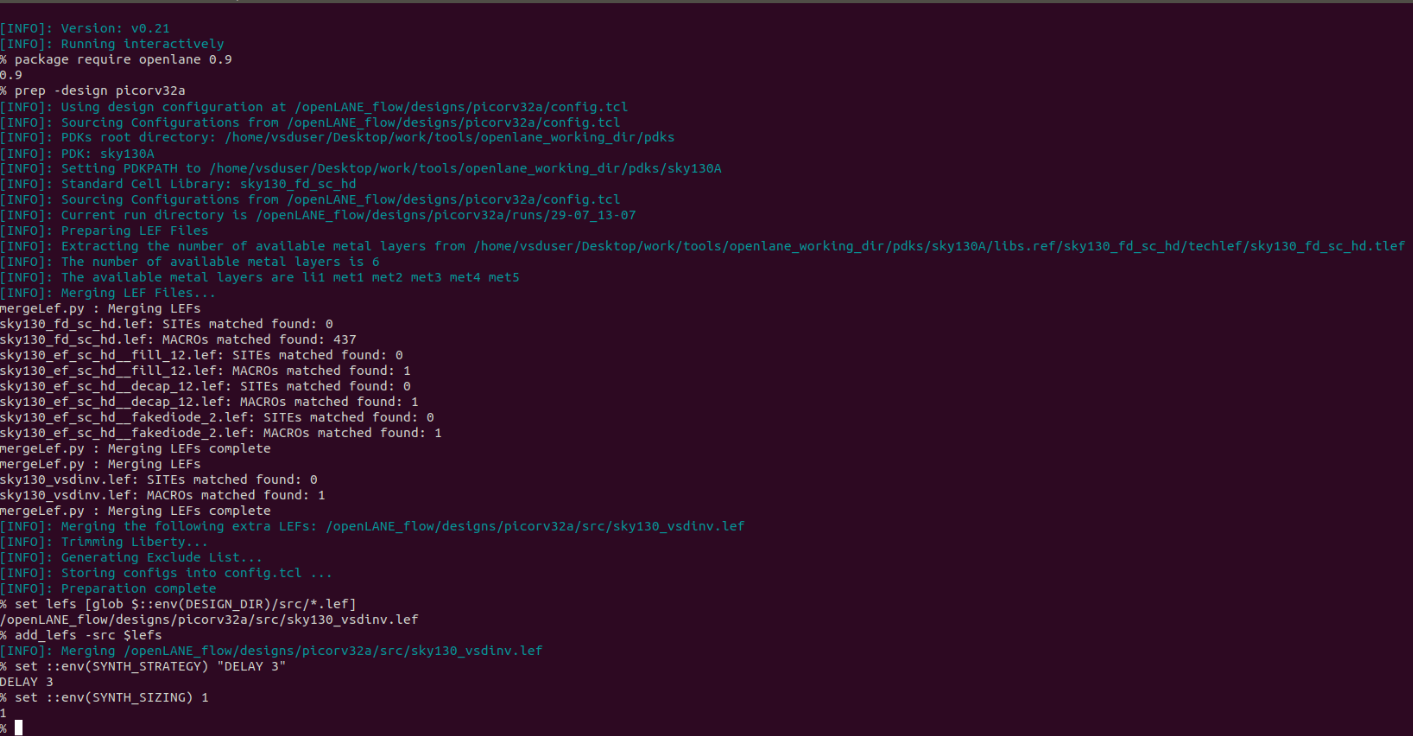 [INFO]: Version: v0.21
[INFO]: Running interactively
% package require openlane 0.9
0.9
% prep -design picorv32a
[INFO]: Using design configuration at /openLANE_flow/designs/picorv32a/config.tcl
[INFO]: Sourcing Configurations from /openLANE_flow/designs/picorv32a/config.tcl
[INFO]: PDKs root directory: /home/vsduser/Desktop/work/tools/openlane_working_dir/pdks
[INFO]: PDK: sky130A
[INFO]: Setting PDKPATH to /home/vsduser/Desktop/work/tools/openlane_working_dir/pdks/sky130A
[INFO]: Standard Cell Library: sky130_fd_sc_hd
[INFO]: Sourcing Configurations from /openLANE_flow/designs/picorv32a/config.tcl
[INFO]: Current run directory is /openLANE_flow/designs/picorv32a/runs/29-07_13-07
[INFO]: Preparing LEF Files
[INFO]: Extracting the number of available metal layers from /home/vsduser/Desktop/work/tools/openlane_working_dir/pdks/sky130A/libs.ref/sky130_fd_sc_hd/techlef/sky130_fd_sc_hd.tlef
[INFO]: The number of available metal layers is 6
[INFO]: The available metal layers are li1 met1 met2 met3 met4 met5
[INFO]: Merging LEF Files...
mergeLef.py : Merging LEFs
sky130_fd_sc_hd.lef: SITEs matched found: 0
sky130_fd_sc_hd.lef: MACROs matched found: 437
sky130_ef_sc_hd__fill_12.lef: SITEs matched found: 0
sky130_ef_sc_hd__fill_12.lef: MACROs matched found: 1
sky130_ef_sc_hd__decap_12.lef: SITEs matched found: 0
sky130_ef_sc_hd__decap_12.lef: MACROs matched found: 1
sky130_ef_sc_hd__fakediode_2.lef: SITEs matched found: 0
sky130_ef_sc_hd__fakediode_2.lef: MACROs matched found: 1
mergeLef.py : Merging LEFs complete
mergeLef.py : Merging LEFs
sky130_vsdinv.lef: SITEs matched found: 0
sky130_vsdinv.lef: MACROs matched found: 1
mergeLef.py : Merging LEFs complete
[INFO]: Merging the following extra LEFs: /openLANE_flow/designs/picorv32a/src/sky130_vsdinv.lef
[INFO]: Trimming Liberty...
[INFO]: Generating Exclude List...
[INFO]: Storing configs into config.tcl ...
[INFO]: Preparation complete
% set lefs [glob $::env(DESIGN_DIR)/src/*.lef]
/openLANE_flow/designs/picorv32a/src/sky130_vsdinv.lef
% add_lefs -src $lefs
[INFO]: Merging /openLANE_flow/designs/picorv32a/src/sky130_vsdinv.lef
% set ::env(SYNTH_STRATEGY) "DELAY 3"
DELAY 3
% set ::env(SYNTH_SIZING) 1
1
%